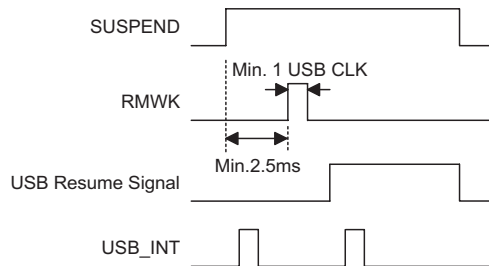 SUSPEND
Min. 1 USB CLK
RMWK
Min.2.5ms
USB Resume Signal
USB_INT